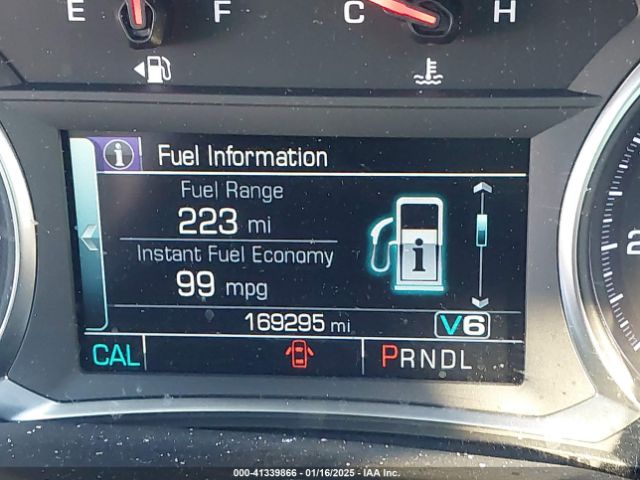 E F C H
Fuel Information
Fuel Range
223 mi
Instant Fuel Economy
99 mpg
169295 mi V6
CAL PRNDL
000-41339866 - 01/16/2025 - IAA Inc.